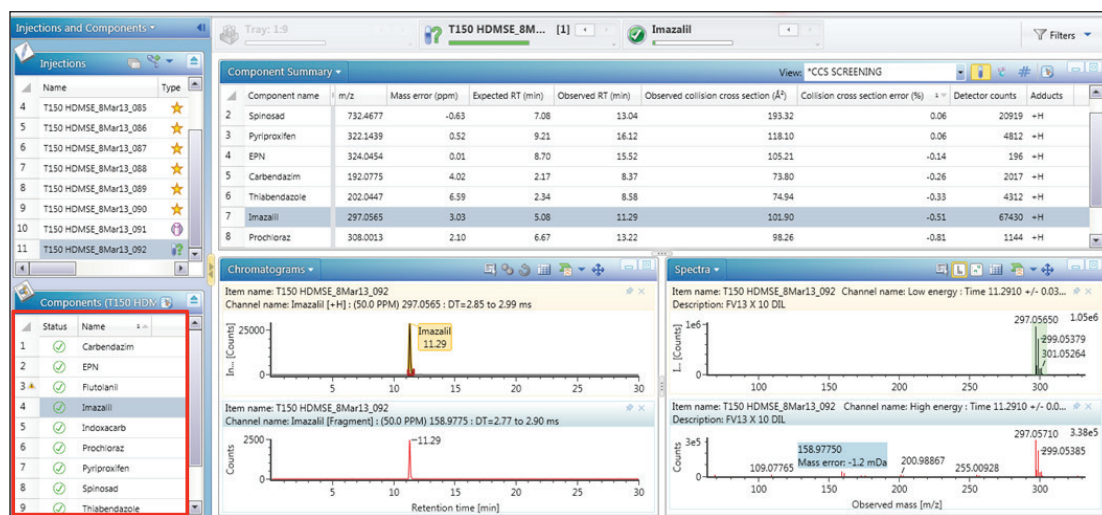 Injections and Components
Tray: 1:9
T150 HDMSE_8M... [1]
Imazalil
Filters
Injections
Name Type
4 T150 HDMSE_8Mar13_085
5 T150 HDMSE_8Mar13_086
6 T150 HDMSE_8Mar13_087
7 T150 HDMSE_8Mar13_088
8 T150 HDMSE_8Mar13_089
9 T150 HDMSE_8Mar13_090
10 T150 HDMSE_8Mar13_091
11 T150 HDMSE_8Mar13_092
Components (T150 HDM
Status Name
1 Carbendazim
2 EPN
3 Flutolanil
4 Imazalil
5 Indoxacarb
6 Prochloraz
7 Pyriproxifen
8 Spinosad
9 Thiabendazole
Component Summary
View: *CCS SCREENING
Component name m/z Mass error (ppm) Expected RT (min) Observed RT (min) Observed collision cross section (Å²) Collision cross section error (%) Detector counts Adducts
2 Spinosad 732.4677 -0.63 7.08 13.04 193.32 0.06 20919 +H
3 Pyriproxifen 322.1439 0.52 9.21 16.12 118.10 0.06 4812 +H
4 EPN 324.0454 0.01 8.70 15.52 105.21 -0.14 196 +H
5 Carbendazim 192.0775 4.02 2.17 8.37 73.80 -0.26 2017 +H
6 Thiabendazole 202.0447 6.59 2.34 8.58 74.94 -0.33 4312 +H
7 Imazalil 297.0565 3.03 5.08 11.29 101.90 -0.51 67430 +H
8 Prochloraz 308.0013 2.10 6.67 13.22 98.26 -0.81 1144 +H
Chromatograms
Item name: T150 HDMSE_8Mar13_092
Channel name: Imazalil [+H] : (50.0 PPM) 297.0565 : DT=2.85 to 2.99 ms
In... [Counts]
25000
0
Imazalil
11.29
5 10 15 20 25 30
Item name: T150 HDMSE_8Mar13_092
Channel name: Imazalil [Fragment] : (50.0 PPM) 158.9775 : DT=2.77 to 2.90 ms
Counts
2500
0
11.29
5 10 15 20 25 30
Retention time [min]
Spectra
Item name: T150 HDMSE_8Mar13_092 Channel name: Low energy : Time 11.2910 +/- 0.03...
Description: FV13 X 10 DIL
I... [Counts]
1e6
0
297.05650 1.05e6
299.05379
301.05264
100 150 200 250 300
Item name: T150 HDMSE_8Mar13_092 Channel name: High energy : Time 11.2910 +/- 0.0...
Description: FV13 X 10 DIL
Counts
3e5
0
297.05710 3.38e5
299.05385
109.07765
158.97750
Mass error: -1.2 mDa
200.98867
255.00928
100 150 200 250 300
Observed mass [m/z]